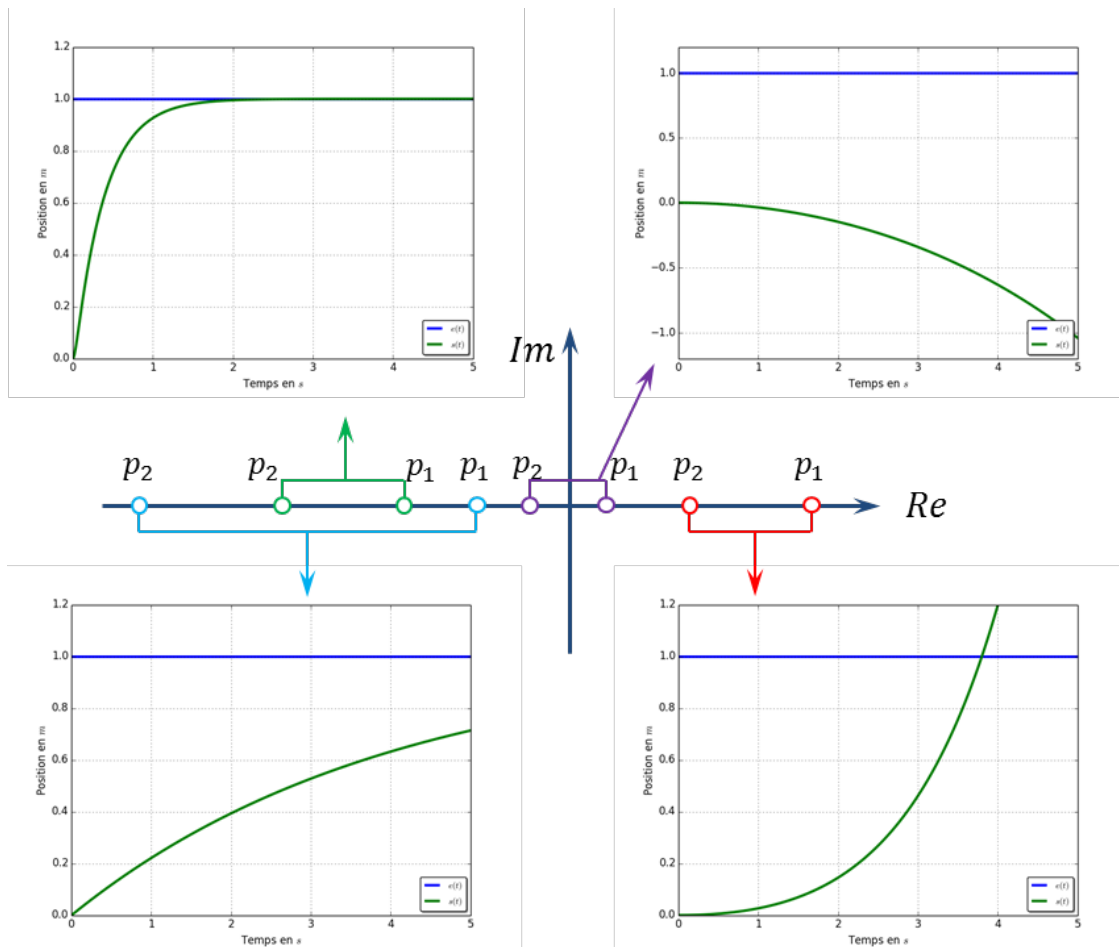 1.2
1.0
0.8
0.6
0.4
0.2
0.0
0 1 2 3 4 5
Position en m
Temps en s
e(t)
s(t)
1.0
0.5
0.0
−0.5
−1.0
0 1 2 3 4 5
Position en m
Temps en s
e(t)
s(t)
Im
p₂ p₂ p₁ p₁ p₂ p₁ p₂ p₁
Re
1.2
1.0
0.8
0.6
0.4
0.2
0.0
0 1 2 3 4 5
Position en m
Temps en s
e(t)
s(t)
1.2
1.0
0.8
0.6
0.4
0.2
0.0
0 1 2 3 4 5
Position en m
Temps en s
e(t)
s(t)